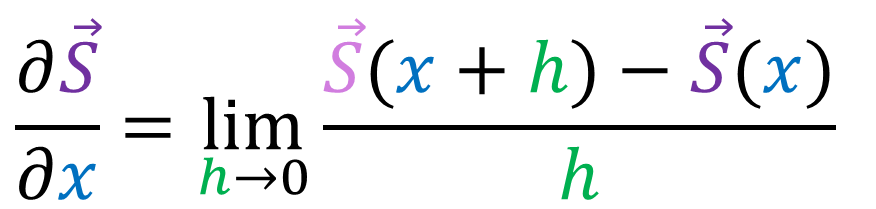 ∂S⃗/∂x = lim_{h→0} (S⃗(x + h) − S⃗(x))/h